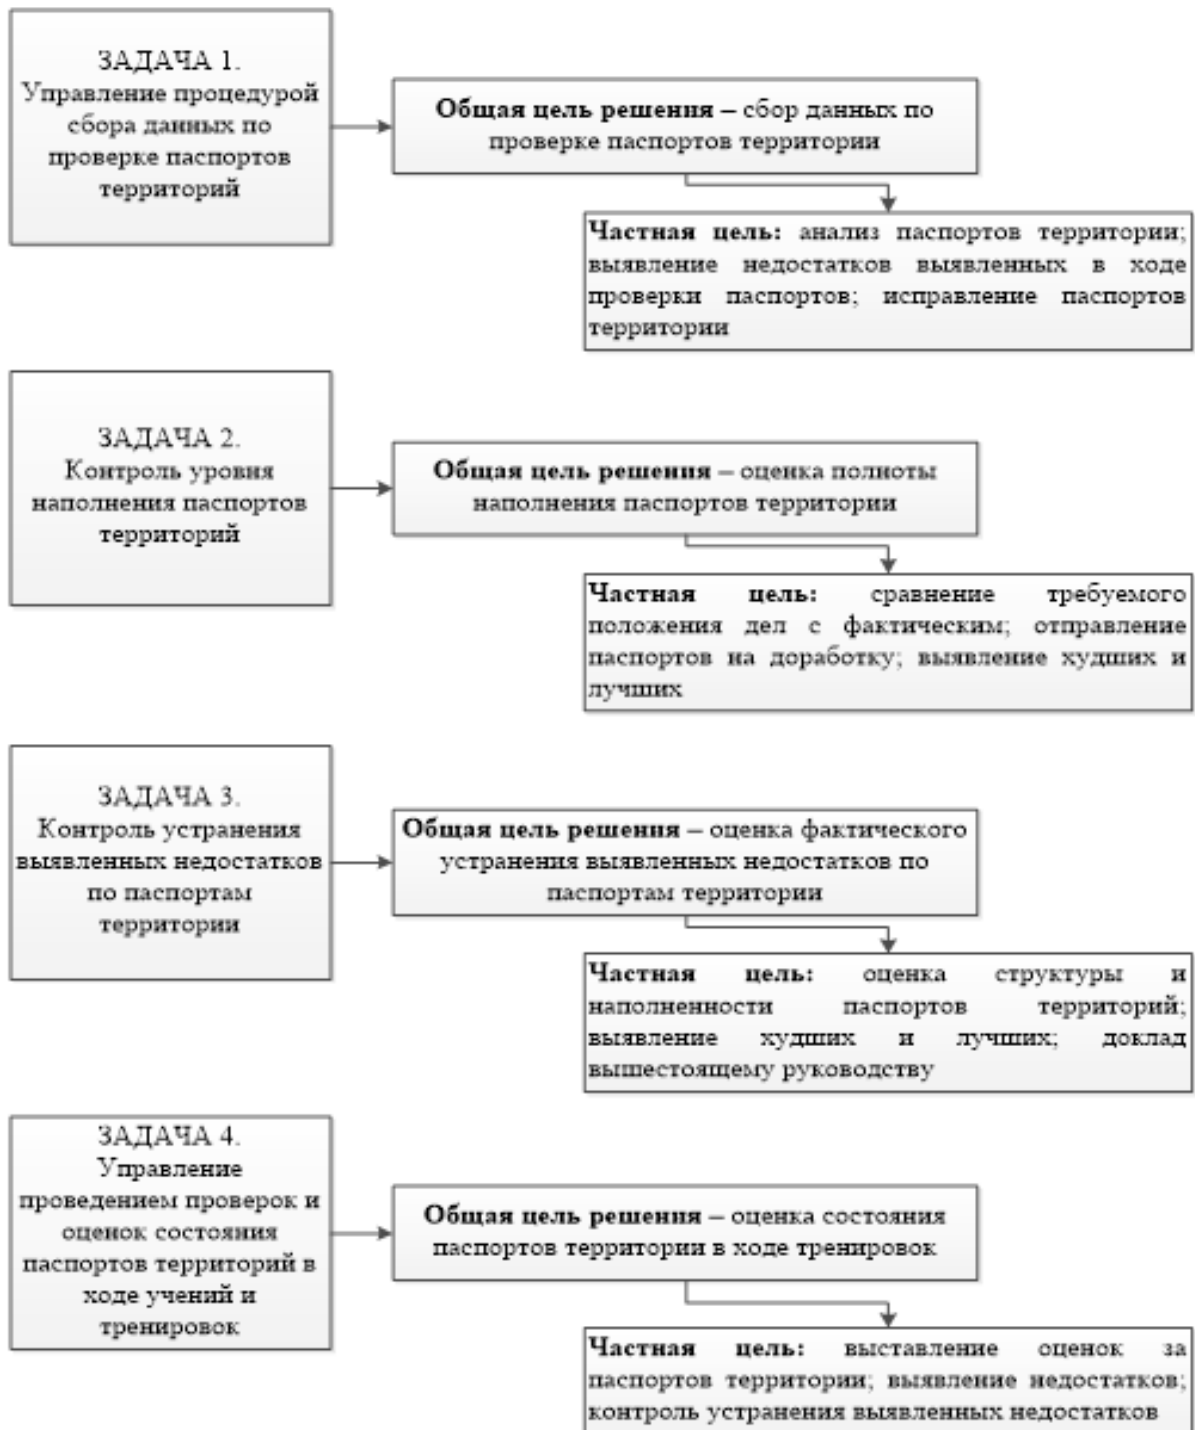 ЗАДАЧА 1.
Управление процедурой
сбора данных по
проверке паспортов
территорий
Общая цель решения – сбор данных по
проверке паспортов территории
Частная цель: анализ паспортов территории;
выявление недостатков выявленных в ходе
проверки паспортов; исправление паспортов
территории
ЗАДАЧА 2.
Контроль уровня
наполнения паспортов
территорий
Общая цель решения – оценка полноты
наполнения паспортов территории
Частная цель: сравнение требуемого
положения дел с фактическим; отправление
паспортов на доработку; выявление худших и
лучших
ЗАДАЧА 3.
Контроль устранения
выявленных недостатков
по паспортам
территории
Общая цель решения – оценка фактического
устранения выявленных недостатков по
паспортам территории
Частная цель: оценка структуры и
наполненности паспортов территорий;
выявление худших и лучших; доклад
вышестоящему руководству
ЗАДАЧА 4.
Управление
проведением проверок и
оценок состояния
паспортов территорий в
ходе учений и
тренировок
Общая цель решения – оценка состояния
паспортов территории в ходе тренировок
Частная цель: выставление оценок за
паспортов территории; выявление недостатков;
контроль устранения выявленных недостатков